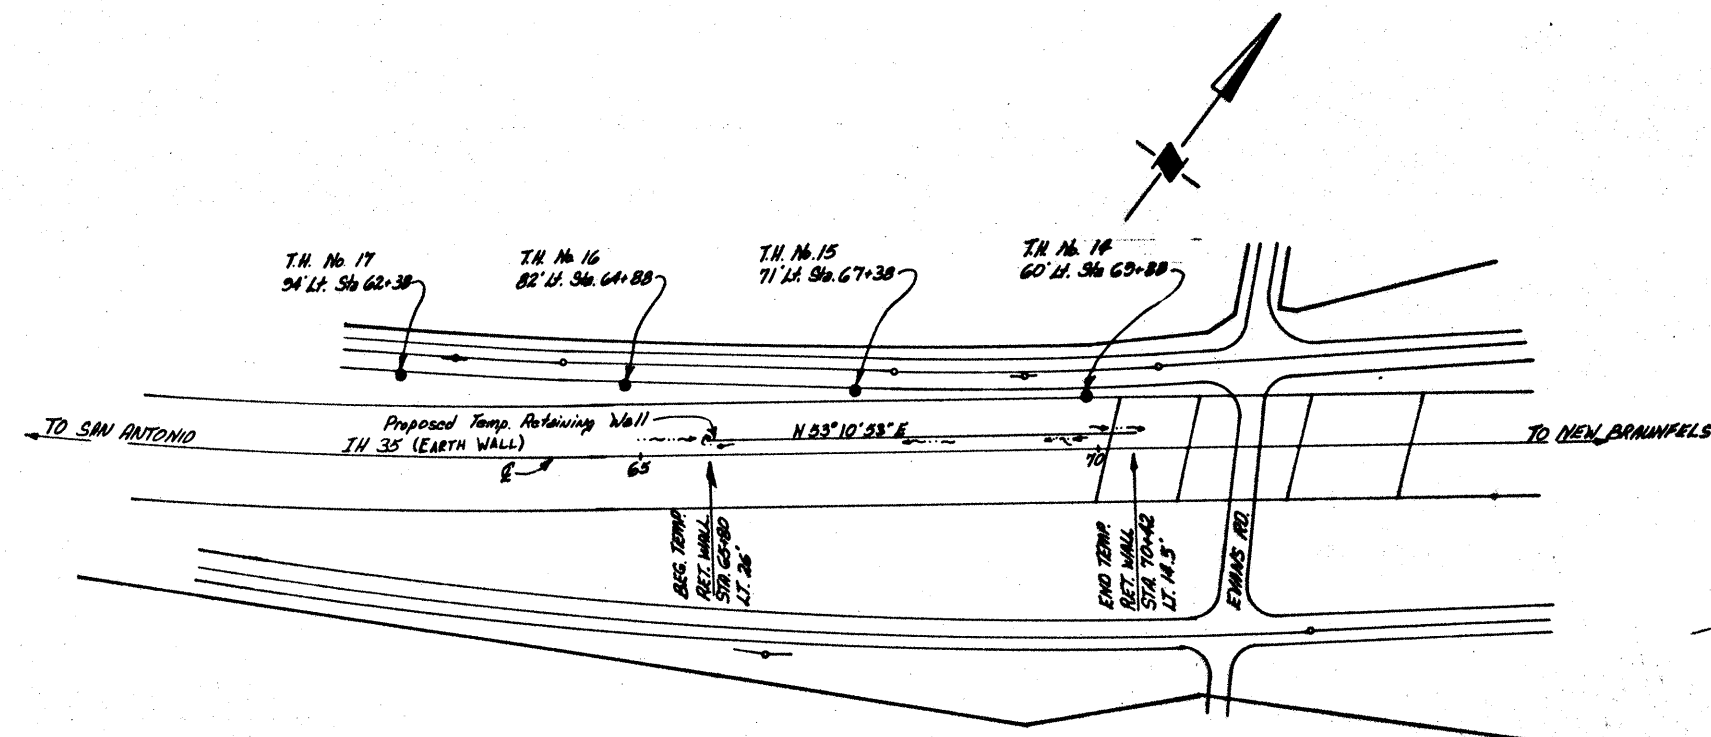 T.H. No. 17
94' Lt. Sta 62+38
T.H. No. 16
82' Lt. Sta. 64+88
T.H. No. 15
71' Lt. Sta. 67+38
T.H. No. 14
60' Lt. Sta 69+88
TO SAN ANTONIO
Proposed Temp. Retaining Wall
IH 35 (EARTH WALL)
N 53° 10' 53" E
TO NEW BRAUNFELS
℄
65
70
BEG. TEMP.
RET. WALL
STA. 65+80
LT. 26'
END TEMP.
RET. WALL
STA. 70+42
LT. 14.5'
EVANS RD.